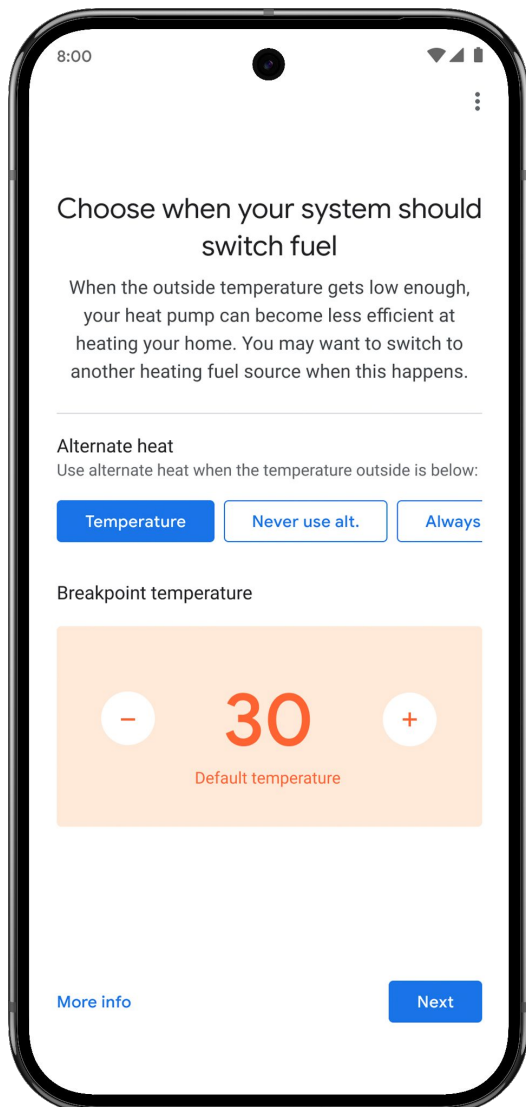 8:00
Choose when your system should
switch fuel
When the outside temperature gets low enough,
your heat pump can become less efficient at
heating your home. You may want to switch to
another heating fuel source when this happens.
Alternate heat
Use alternate heat when the temperature outside is below:
Temperature Never use alt. Always
Breakpoint temperature
− 30 +
Default temperature
More info Next